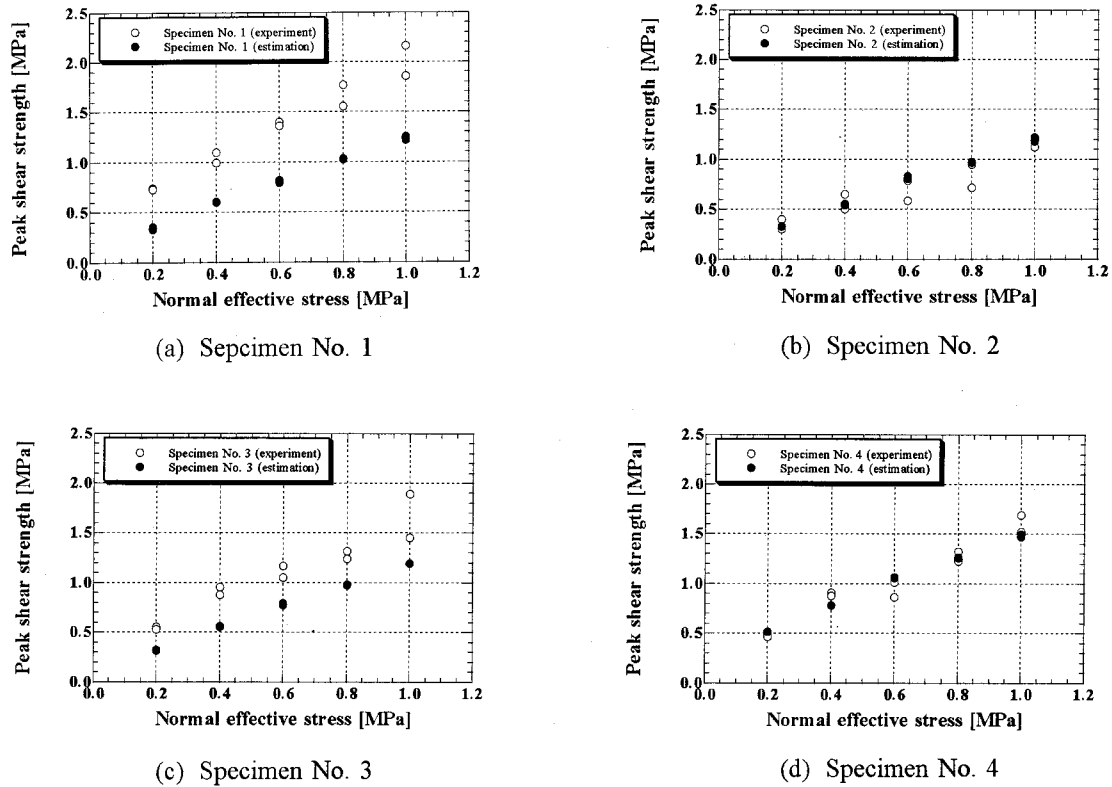 2.5
2.0
1.5
1.0
0.5
0.0
Peak shear strength [MPa]
Specimen No. 1 (experiment)
Specimen No. 1 (estimation)
0.0 0.2 0.4 0.6 0.8 1.0 1.2
Normal effective stress [MPa]
(a) Sepcimen No. 1
2.5
2.0
1.5
1.0
0.5
0.0
Peak shear strength [MPa]
Specimen No. 2 (experiment)
Specimen No. 2 (estimation)
0.0 0.2 0.4 0.6 0.8 1.0 1.2
Normal effective stress [MPa]
(b) Specimen No. 2
2.5
2.0
1.5
1.0
0.5
0.0
Peak shear strength [MPa]
Specimen No. 3 (experiment)
Specimen No. 3 (estimation)
0.0 0.2 0.4 0.6 0.8 1.0 1.2
Normal effective stress [MPa]
(c) Specimen No. 3
2.5
2.0
1.5
1.0
0.5
0.0
Peak shear strength [MPa]
Specimen No. 4 (experiment)
Specimen No. 4 (estimation)
0.0 0.2 0.4 0.6 0.8 1.0 1.2
Normal effective stress [MPa]
(d) Specimen No. 4